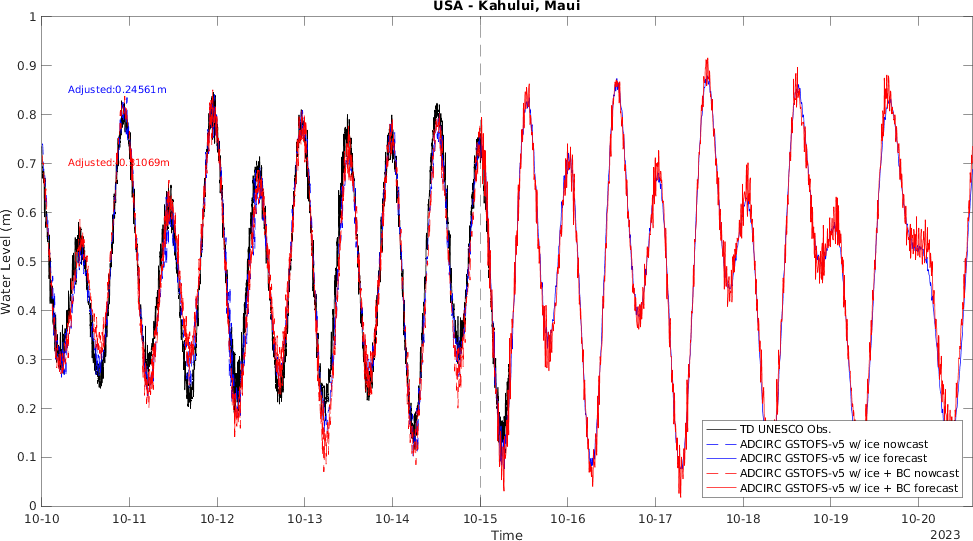 USA - Kahului, Maui
1
0.9
0.8
0.7
0.6
0.5
0.4
0.3
0.2
0.1
0
Water Level (m)
Adjusted:0.24561m
Adjusted:0.31069m
TD UNESCO Obs.
ADCIRC GSTOFS-v5 w/ ice nowcast
ADCIRC GSTOFS-v5 w/ ice forecast
ADCIRC GSTOFS-v5 w/ ice + BC nowcast
ADCIRC GSTOFS-v5 w/ ice + BC forecast
10-10 10-11 10-12 10-13 10-14 10-15 10-16 10-17 10-18 10-19 10-20
Time
2023